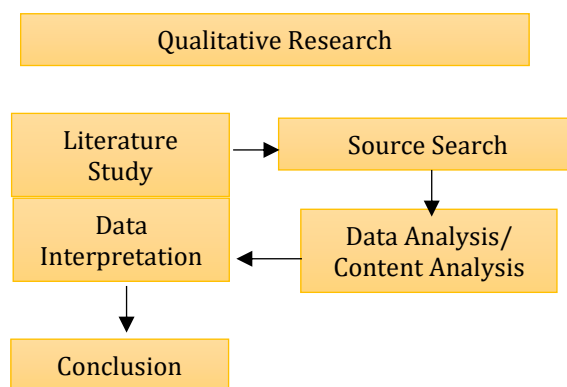 Qualitative Research
Literature
Study
Source Search
Data
Interpretation
Data Analysis/
Content Analysis
Conclusion